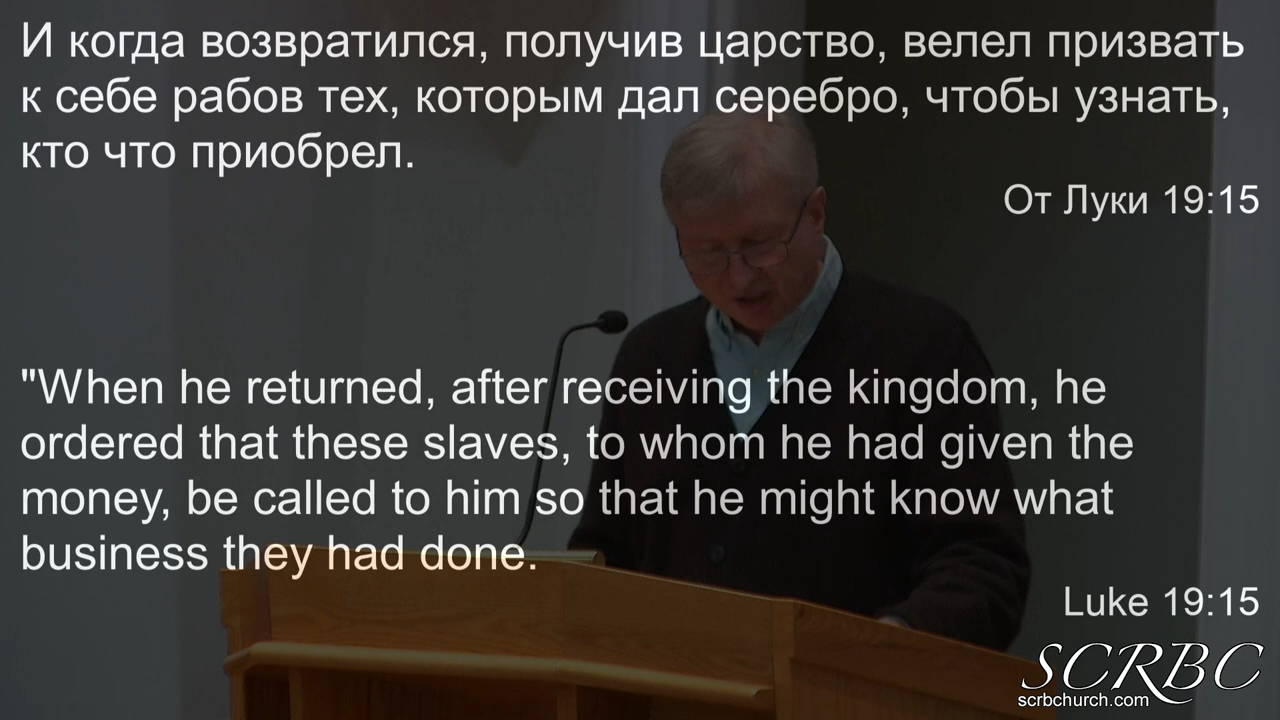 И когда возвратился, получив царство, велел призвать
к себе рабов тех, которым дал серебро, чтобы узнать,
кто что приобрел.
От Луки 19:15
"When he returned, after receiving the kingdom, he
ordered that these slaves, to whom he had given the
money, be called to him so that he might know what
business they had done.
Luke 19:15
SCRBC
scrbchurch.com